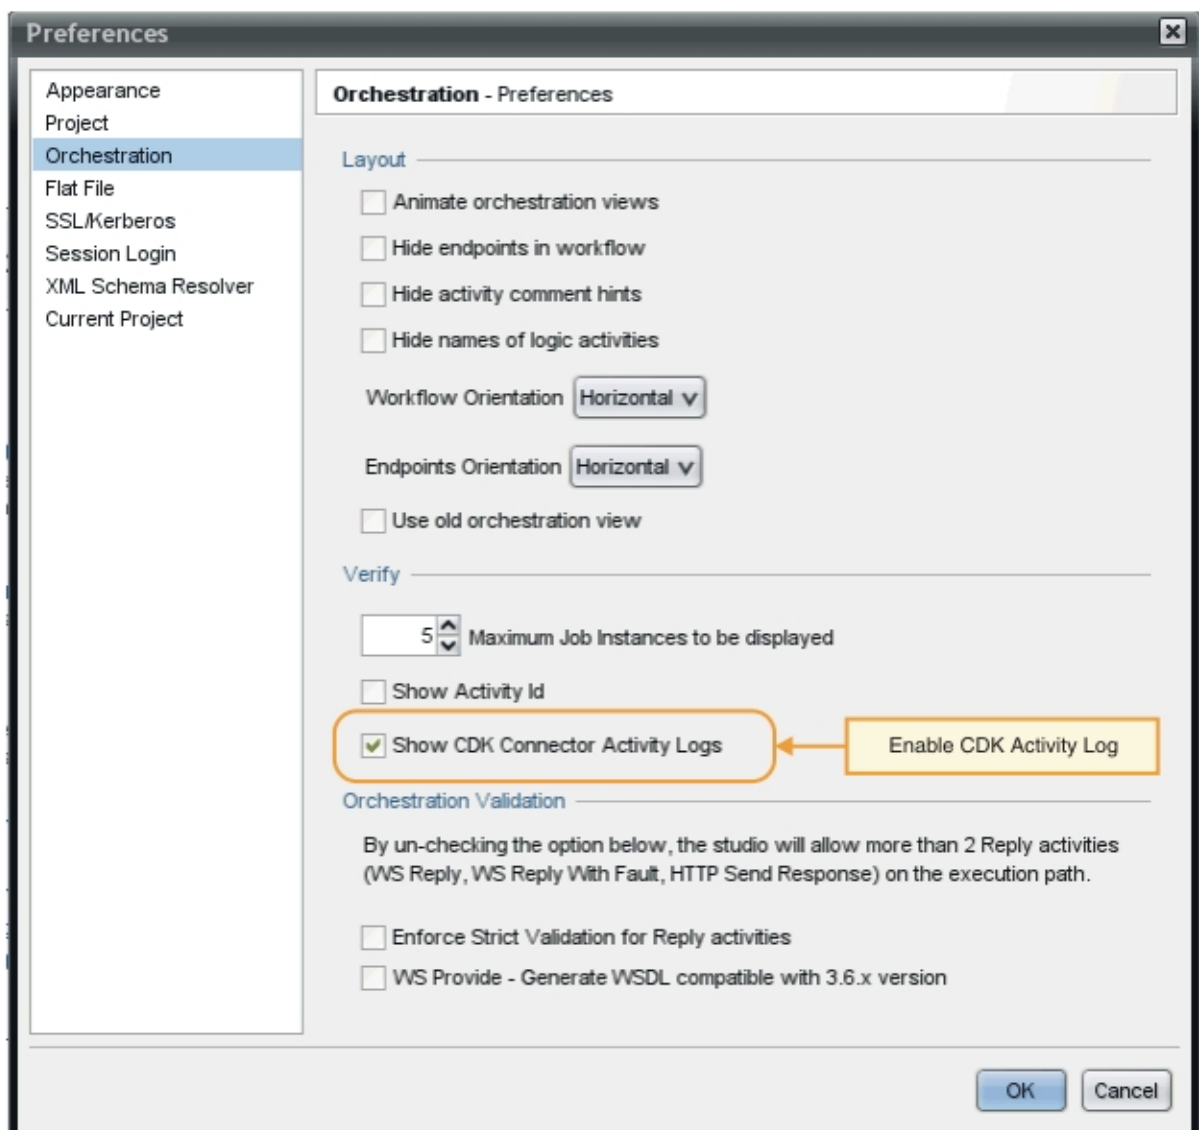 Preferences
Appearance
Project
Orchestration
Flat File
SSL/Kerberos
Session Login
XML Schema Resolver
Current Project
Orchestration - Preferences
Layout
Animate orchestration views
Hide endpoints in workflow
Hide activity comment hints
Hide names of logic activities
Workflow Orientation Horizontal
Endpoints Orientation Horizontal
Use old orchestration view
Verify
5 Maximum Job Instances to be displayed
Show Activity Id
Show CDK Connector Activity Logs
Enable CDK Activity Log
Orchestration Validation
By un-checking the option below, the studio will allow more than 2 Reply activities
(WS Reply, WS Reply With Fault, HTTP Send Response) on the execution path.
Enforce Strict Validation for Reply activities
WS Provide - Generate WSDL compatible with 3.6.x version
OK Cancel